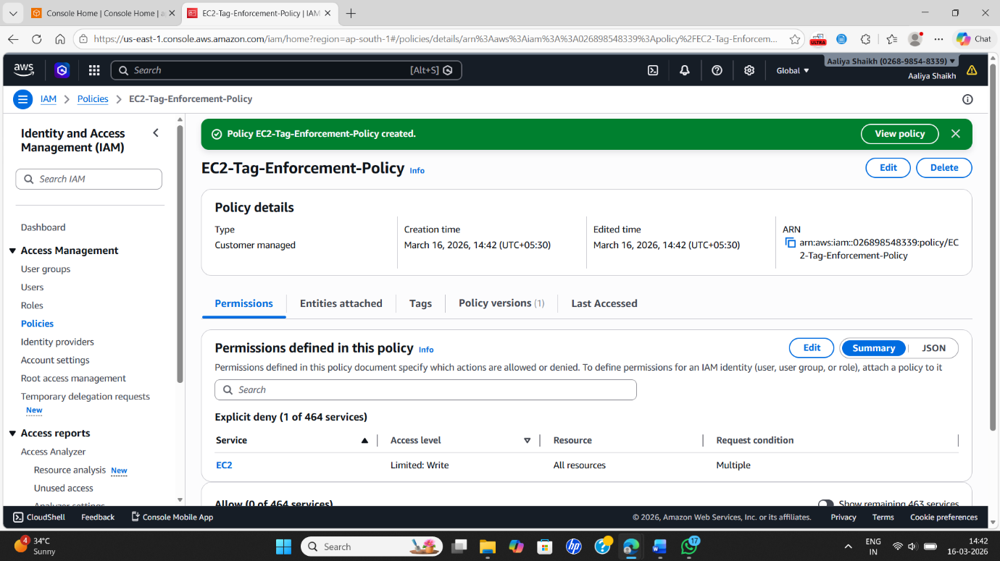 Console Home | Console Home | a
EC2-Tag-Enforcement-Policy | IAM
https://us-east-1.console.aws.amazon.com/iam/home?region=ap-south-1#/policies/details/arn%3Aaws%3Aiam%3A%3A026898548339%3Apolicy%2FEC2-Tag-Enforcem...
ULTRA
Chat
aws
Search
[Alt+S]
Global
Aaliya Shaikh (0268-9854-8339)
Aaliya Shaikh
IAM
Policies
EC2-Tag-Enforcement-Policy
Identity and Access
Management (IAM)
Search IAM
Dashboard
Access Management
User groups
Users
Roles
Policies
Identity providers
Account settings
Root access management
Temporary delegation requests
New
Access reports
Access Analyzer
Resource analysis New
Unused access
Analyzer settings
Policy EC2-Tag-Enforcement-Policy created.
View policy
EC2-Tag-Enforcement-Policy Info
Edit
Delete
Policy details
Type
Customer managed
Creation time
March 16, 2026, 14:42 (UTC+05:30)
Edited time
March 16, 2026, 14:42 (UTC+05:30)
ARN
arn:aws:iam::026898548339:policy/EC
2-Tag-Enforcement-Policy
Permissions
Entities attached
Tags
Policy versions (1)
Last Accessed
Permissions defined in this policy Info
Edit
Summary
JSON
Permissions defined in this policy document specify which actions are allowed or denied. To define permissions for an IAM identity (user, user group, or role), attach a policy to it
Search
Explicit deny (1 of 464 services)
Service
Access level
Resource
Request condition
EC2
Limited: Write
All resources
Multiple
Allow (0 of 464 services)
Show remaining 463 services
CloudShell
Feedback
Console Mobile App
© 2026, Amazon Web Services, Inc. or its affiliates.
Privacy
Terms
Cookie preferences
4
34°C
Sunny
Search
hp
17
ENG
IN
14:42
16-03-2026